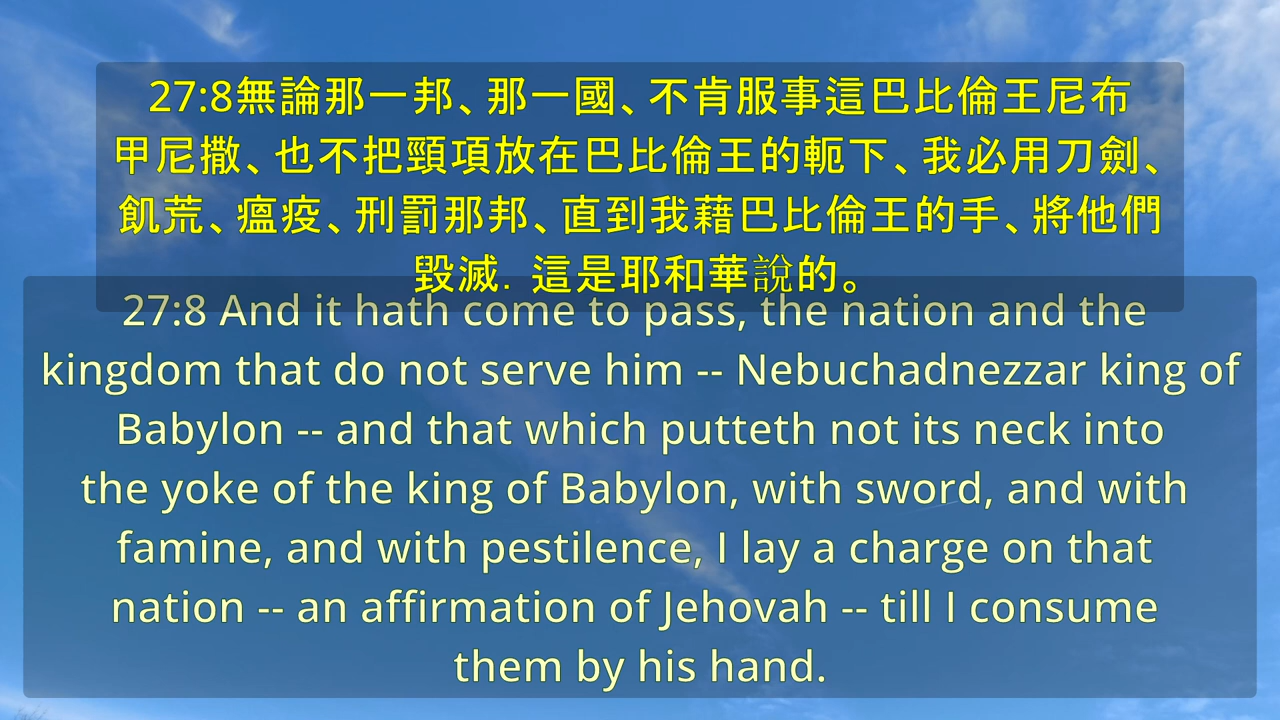 27:8無論那一邦、那一國、不肯服事這巴比倫王尼布
甲尼撒、也不把頸項放在巴比倫王的軛下、我必用刀劍、
飢荒、瘟疫、刑罰那邦、直到我藉巴比倫王的手、將他們
毀滅．這是耶和華說的。
27:8 And it hath come to pass, the nation and the
kingdom that do not serve him -- Nebuchadnezzar king of
Babylon -- and that which putteth not its neck into
the yoke of the king of Babylon, with sword, and with
famine, and with pestilence, I lay a charge on that
nation -- an affirmation of Jehovah -- till I consume
them by his hand.